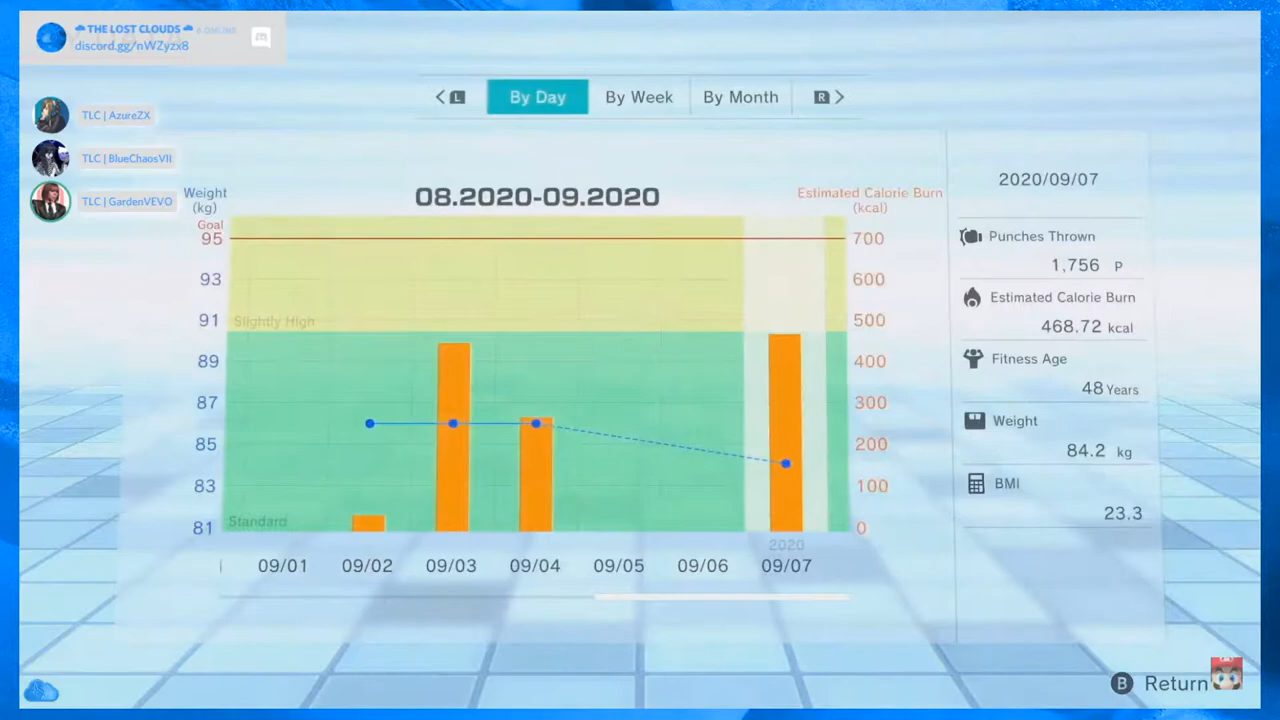 THE LOST CLOUDS 6 ONLINE
discord.gg/nWZyzx8
TLC | AzureZX
TLC | BlueChaosVII
TLC | GardenVEVO
< L By Day By Week By Month R >
08.2020-09.2020
Weight
(kg)
Goal
95
93
91
89
87
85
83
81
Slightly High
Standard
Estimated Calorie Burn
(kcal)
700
600
500
400
300
200
100
0
2020
09/01 09/02 09/03 09/04 09/05 09/06 09/07
2020/09/07
Punches Thrown
1,756 P
Estimated Calorie Burn
468.72 kcal
Fitness Age
48 Years
Weight
84.2 kg
BMI
23.3
B Return